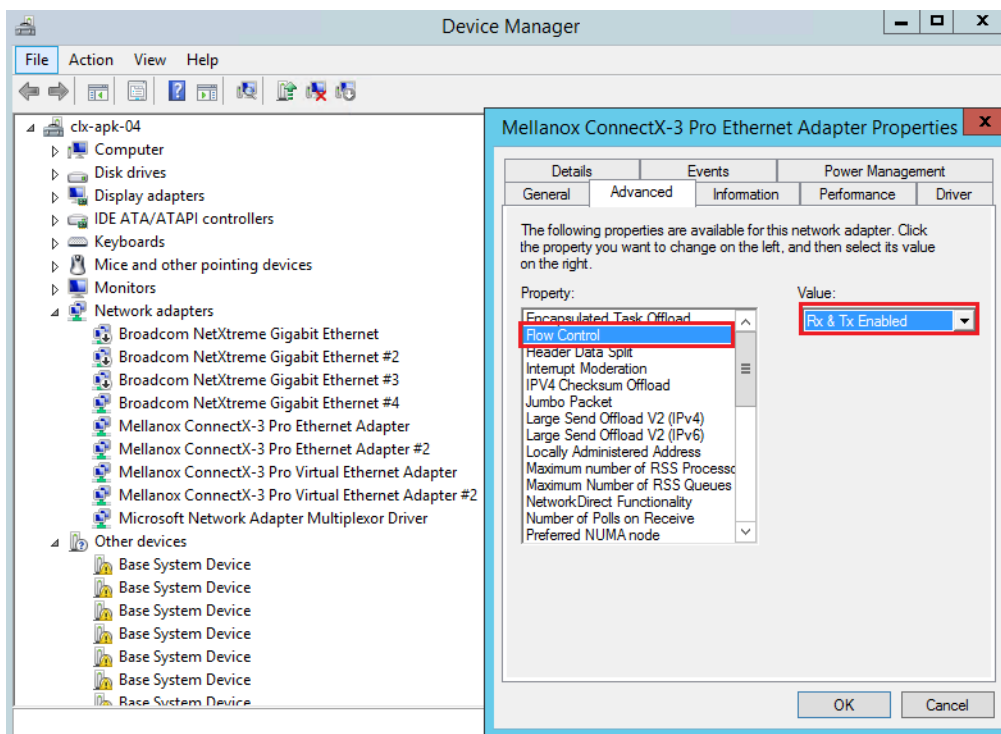 Device Manager
File Action View Help
clx-apk-04
Computer
Disk drives
Display adapters
IDE ATA/ATAPI controllers
Keyboards
Mice and other pointing devices
Monitors
Network adapters
Broadcom NetXtreme Gigabit Ethernet
Broadcom NetXtreme Gigabit Ethernet #2
Broadcom NetXtreme Gigabit Ethernet #3
Broadcom NetXtreme Gigabit Ethernet #4
Mellanox ConnectX-3 Pro Ethernet Adapter
Mellanox ConnectX-3 Pro Ethernet Adapter #2
Mellanox ConnectX-3 Pro Virtual Ethernet Adapter
Mellanox ConnectX-3 Pro Virtual Ethernet Adapter #2
Microsoft Network Adapter Multiplexor Driver
Other devices
Base System Device
Base System Device
Base System Device
Base System Device
Base System Device
Base System Device
Base System Device
Mellanox ConnectX-3 Pro Ethernet Adapter Properties
Details Events Power Management
General Advanced Information Performance Driver
The following properties are available for this network adapter. Click
the property you want to change on the left, and then select its value
on the right.
Property:
Value:
Encapsulated Task Offload
Flow Control
Rx & Tx Enabled
Header Data Split
Interrupt Moderation
IPV4 Checksum Offload
Jumbo Packet
Large Send Offload V2 (IPv4)
Large Send Offload V2 (IPv6)
Locally Administered Address
Maximum number of RSS Processo
Maximum Number of RSS Queues
NetworkDirect Functionality
Number of Polls on Receive
Preferred NUMA node
OK Cancel